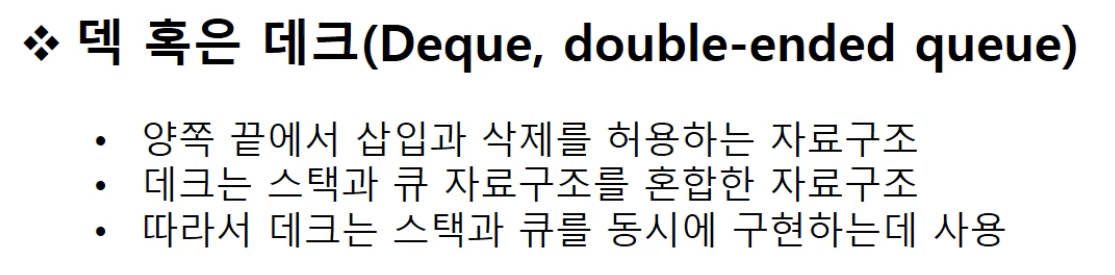 ❖ 덱 혹은 데크(Deque, double-ended queue)
• 양쪽 끝에서 삽입과 삭제를 허용하는 자료구조
• 데크는 스택과 큐 자료구조를 혼합한 자료구조
• 따라서 데크는 스택과 큐를 동시에 구현하는데 사용